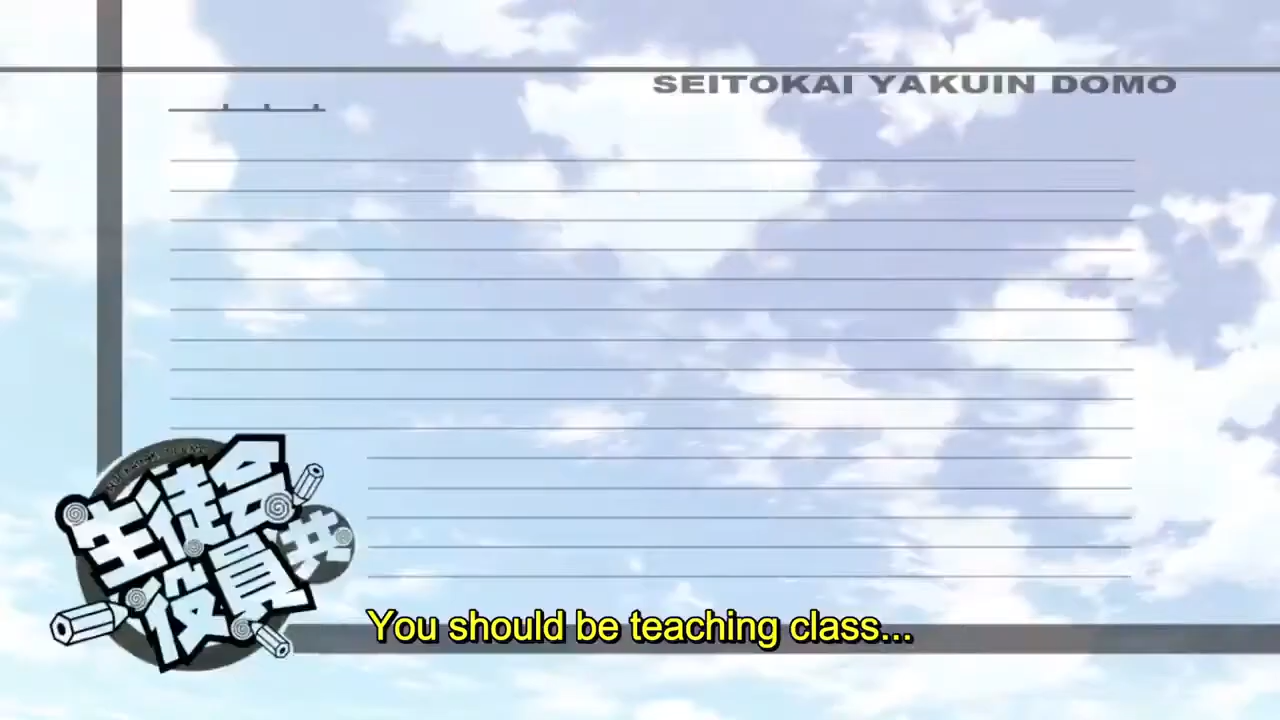 SEITOKAI YAKUIN DOMO
生徒会
役員
共
You should be teaching class...